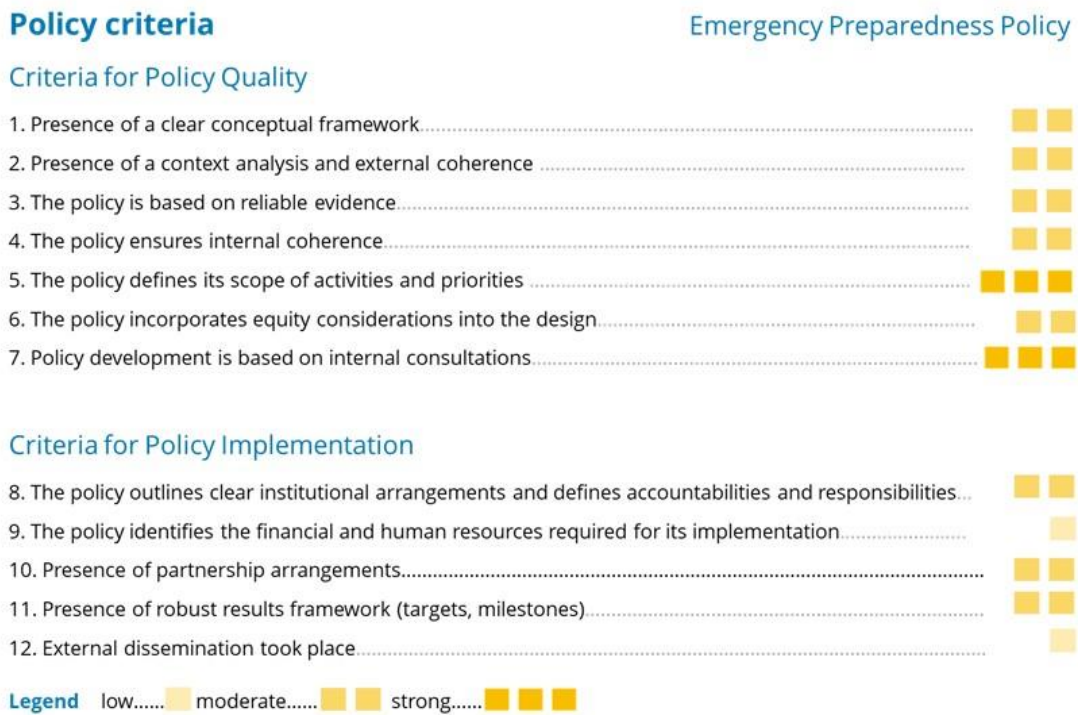 Policy criteria
Emergency Preparedness Policy
Criteria for Policy Quality
1. Presence of a clear conceptual framework
2. Presence of a context analysis and external coherence
3. The policy is based on reliable evidence
4. The policy ensures internal coherence
5. The policy defines its scope of activities and priorities
6. The policy incorporates equity considerations into the design
7. Policy development is based on internal consultations
Criteria for Policy Implementation
8. The policy outlines clear institutional arrangements and defines accountabilities and responsibilities
9. The policy identifies the financial and human resources required for its implementation
10. Presence of partnership arrangements
11. Presence of robust results framework (targets, milestones)
12. External dissemination took place
Legend low...... moderate...... strong......